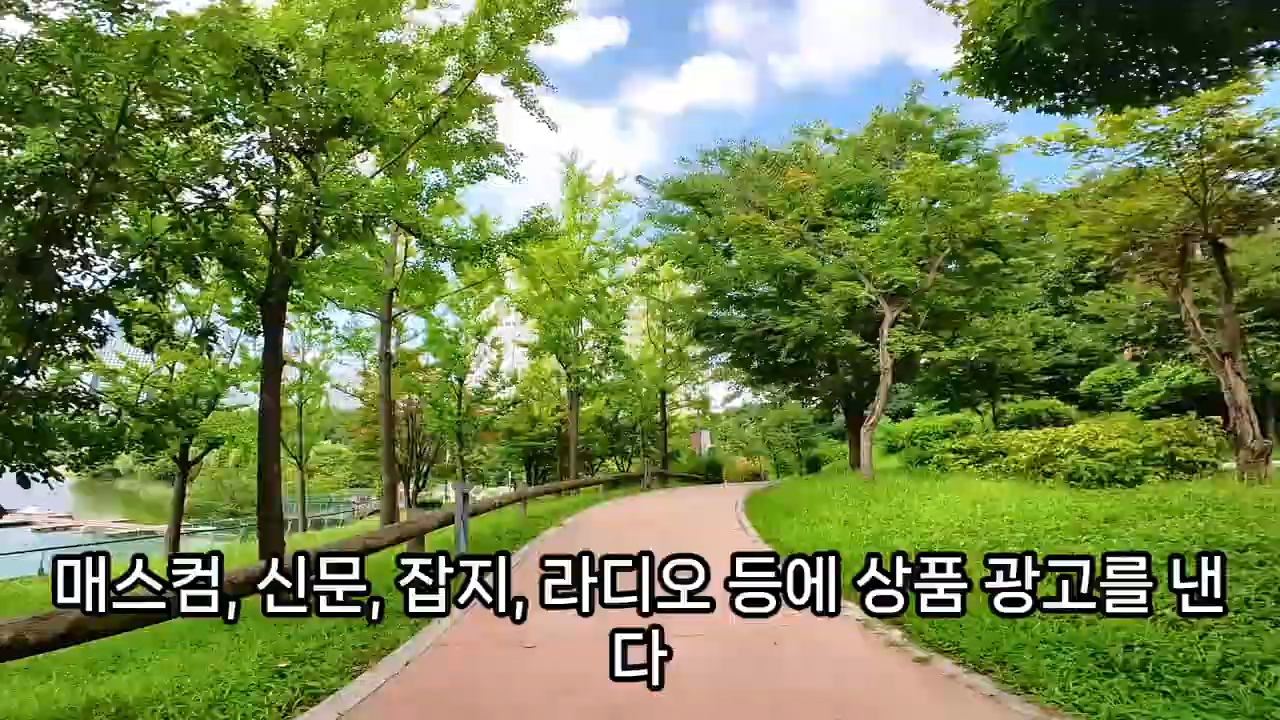 매스컴, 신문, 잡지, 라디오 등에 상품 광고를 낸
다